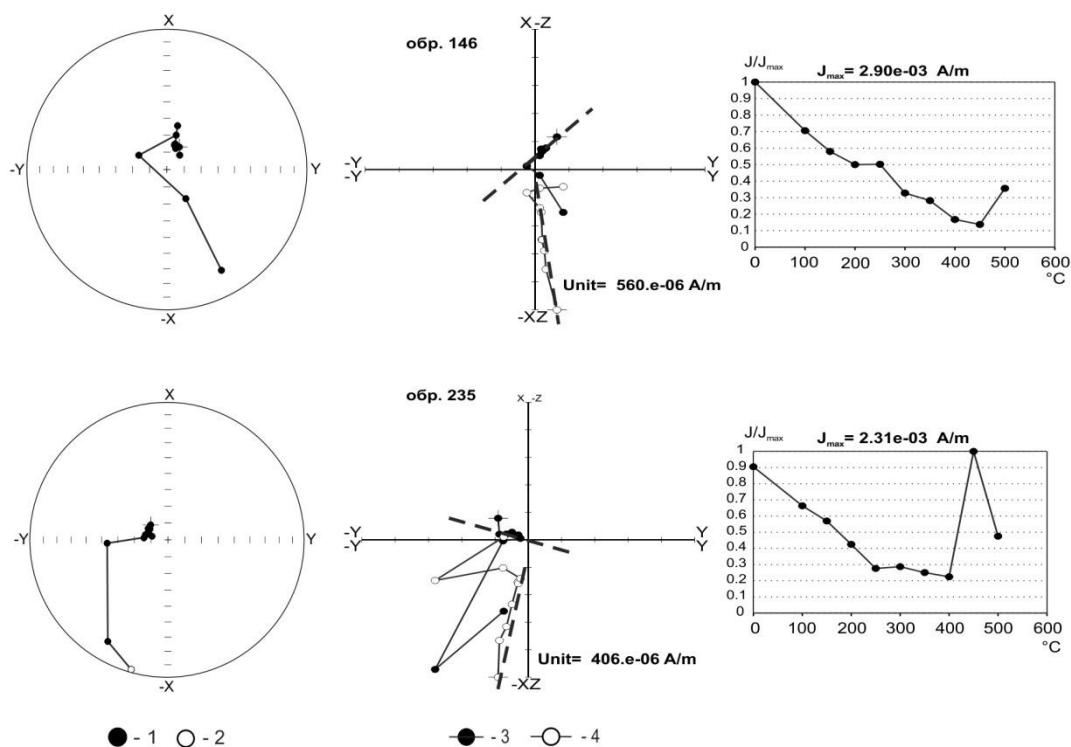 X
-Y
Y
-X
обр. 146
X -Z
-Y
-Y
Y
Y
-XZ
Unit= 560.e-06 A/m
J/Jmax
Jmax= 2.90e-03 A/m
1
0.9
0.8
0.7
0.6
0.5
0.4
0.3
0.2
0.1
0
0 100 200 300 400 500 600
°C
X
-Y
Y
-X
обр. 235
X -Z
-Y
-Y
Y
Y
-XZ
Unit= 406.e-06 A/m
J/Jmax
Jmax= 2.31e-03 A/m
1
0.9
0.8
0.7
0.6
0.5
0.4
0.3
0.2
0.1
0
0 100 200 300 400 500 600
°C
- 1 - 2 - 3 - 4